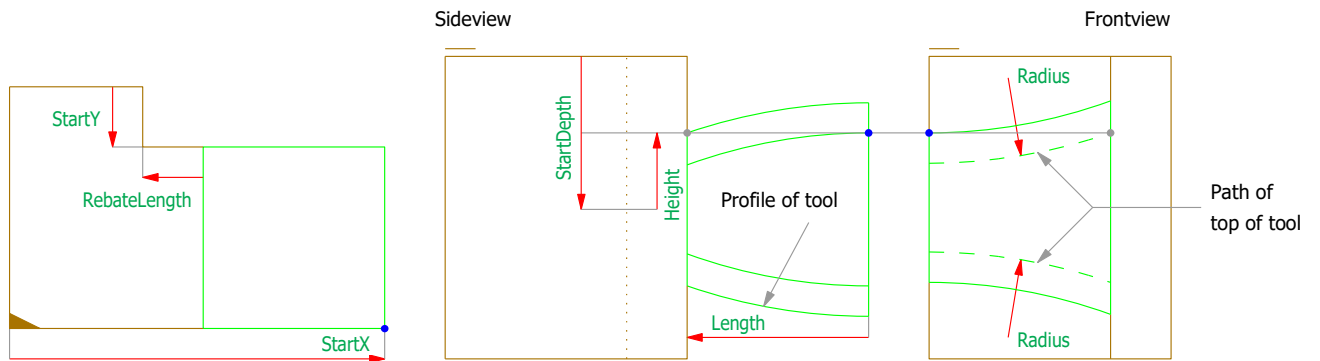 Sideview
Frontview
StartY
RebateLength
StartX
StartDepth
Height
Profile of tool
Length
Radius
Path of
top of tool
Radius